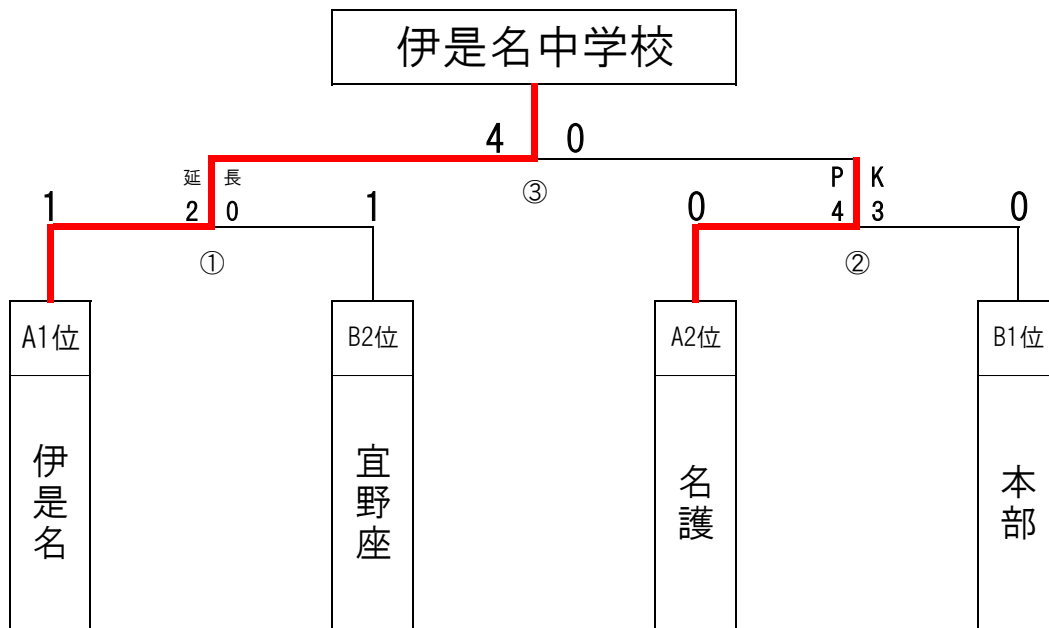 伊是名中学校
4 0
延 長
P K
③
1 2 0 1 0 4 3 0
① ②
A1位 B2位 A2位 B1位
伊是名
宜野座
名護
本部